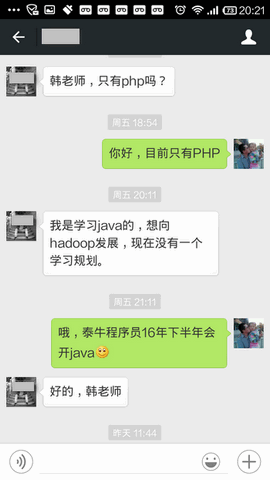 73 20:21
韩老师，只有php吗？
周五 18:54
你好，目前只有PHP
周五 20:11
我是学习java的，想向
hadoop发展，现在没有一个
学习规划。
周五 21:11
哦，泰牛程序员16年下半年会
开java
好的，韩老师
昨天 11:44